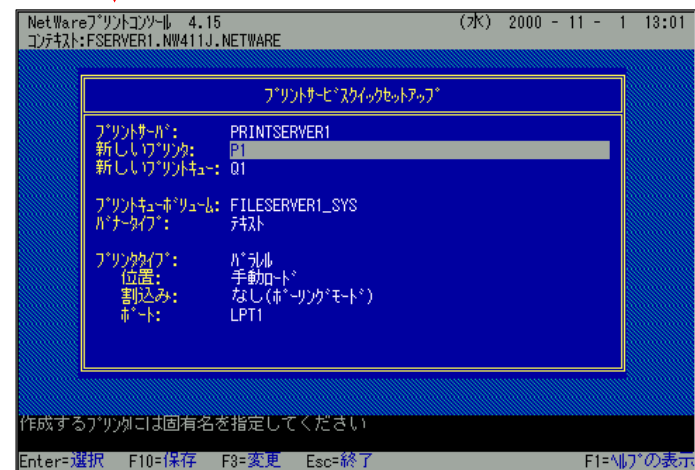 NetWareﾌﾟﾘﾝﾄｺﾝｿｰﾙ 4.15 (水) 2000 - 11 - 1 13:01
ｺﾝﾃｷｽﾄ:FSERVER1.NW411J.NETWARE
ﾌﾟﾘﾝﾄｻｰﾋﾞｽｸｲｯｸｾｯﾄｱｯﾌﾟ
ﾌﾟﾘﾝﾄｻｰﾊﾞ: PRINTSERVER1
新しいﾌﾟﾘﾝﾀ: P1
新しいﾌﾟﾘﾝﾄｷｭｰ: Q1
ﾌﾟﾘﾝﾄｷｭｰﾎﾞﾘｭｰﾑ: FILESERVER1_SYS
ﾊﾞﾅｰﾀｲﾌﾟ: ﾃｷｽﾄ
ﾌﾟﾘﾝﾀﾀｲﾌﾟ: ﾊﾟﾗﾚﾙ
位置: 手動ﾛｰﾄﾞ
割込み: なし(ﾎﾟｰﾘﾝｸﾞﾓｰﾄﾞ)
ﾎﾟｰﾄ: LPT1
作成するﾌﾟﾘﾝﾀには固有名を指定してください
Enter=選択 F10=保存 F3=変更 Esc=終了 F1=ﾍﾙﾌﾟの表示